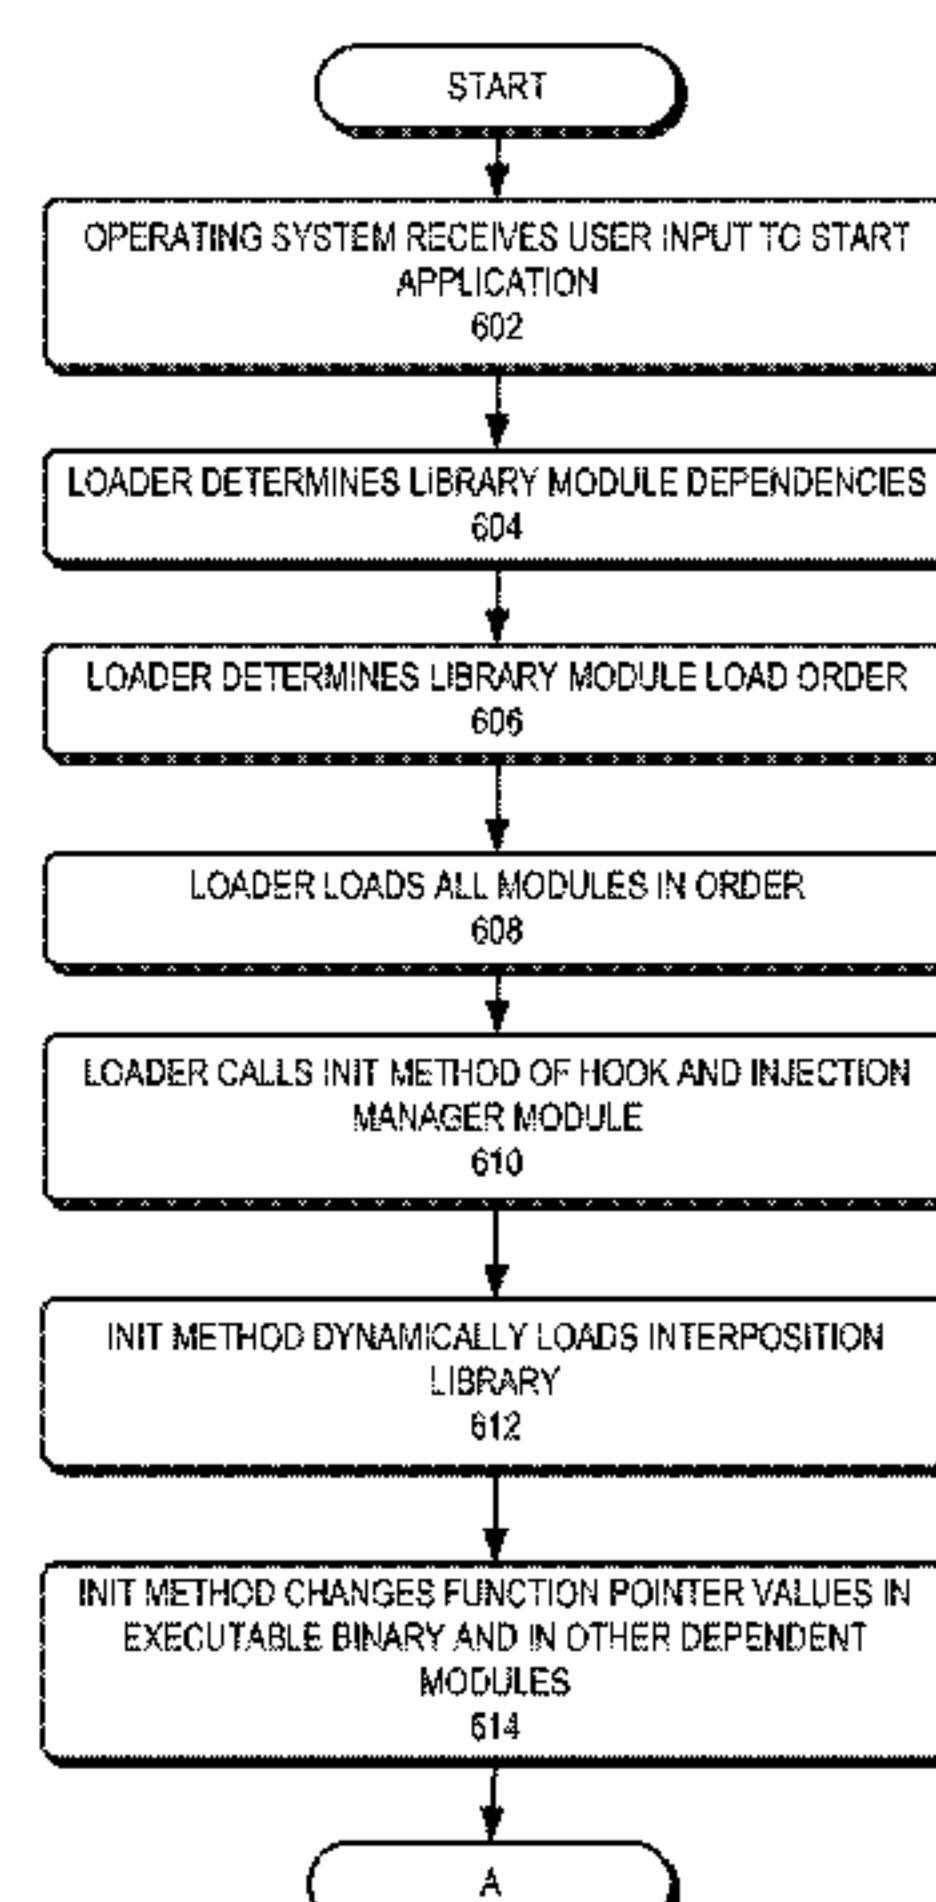 START
OPERATING SYSTEM RECEIVES USER INPUT TO START
APPLICATION
602
LOADER DETERMINES LIBRARY MODULE DEPENDENCIES
604
LOADER DETERMINES LIBRARY MODULE LOAD ORDER
606
LOADER LOADS ALL MODULES IN ORDER
608
LOADER CALLS INIT METHOD OF HOOK AND INJECTION
MANAGER MODULE
610
INIT METHOD DYNAMICALLY LOADS INTERPOSITION
LIBRARY
612
INIT METHOD CHANGES FUNCTION POINTER VALUES IN
EXECUTABLE BINARY AND IN OTHER DEPENDENT
MODULES
614
A